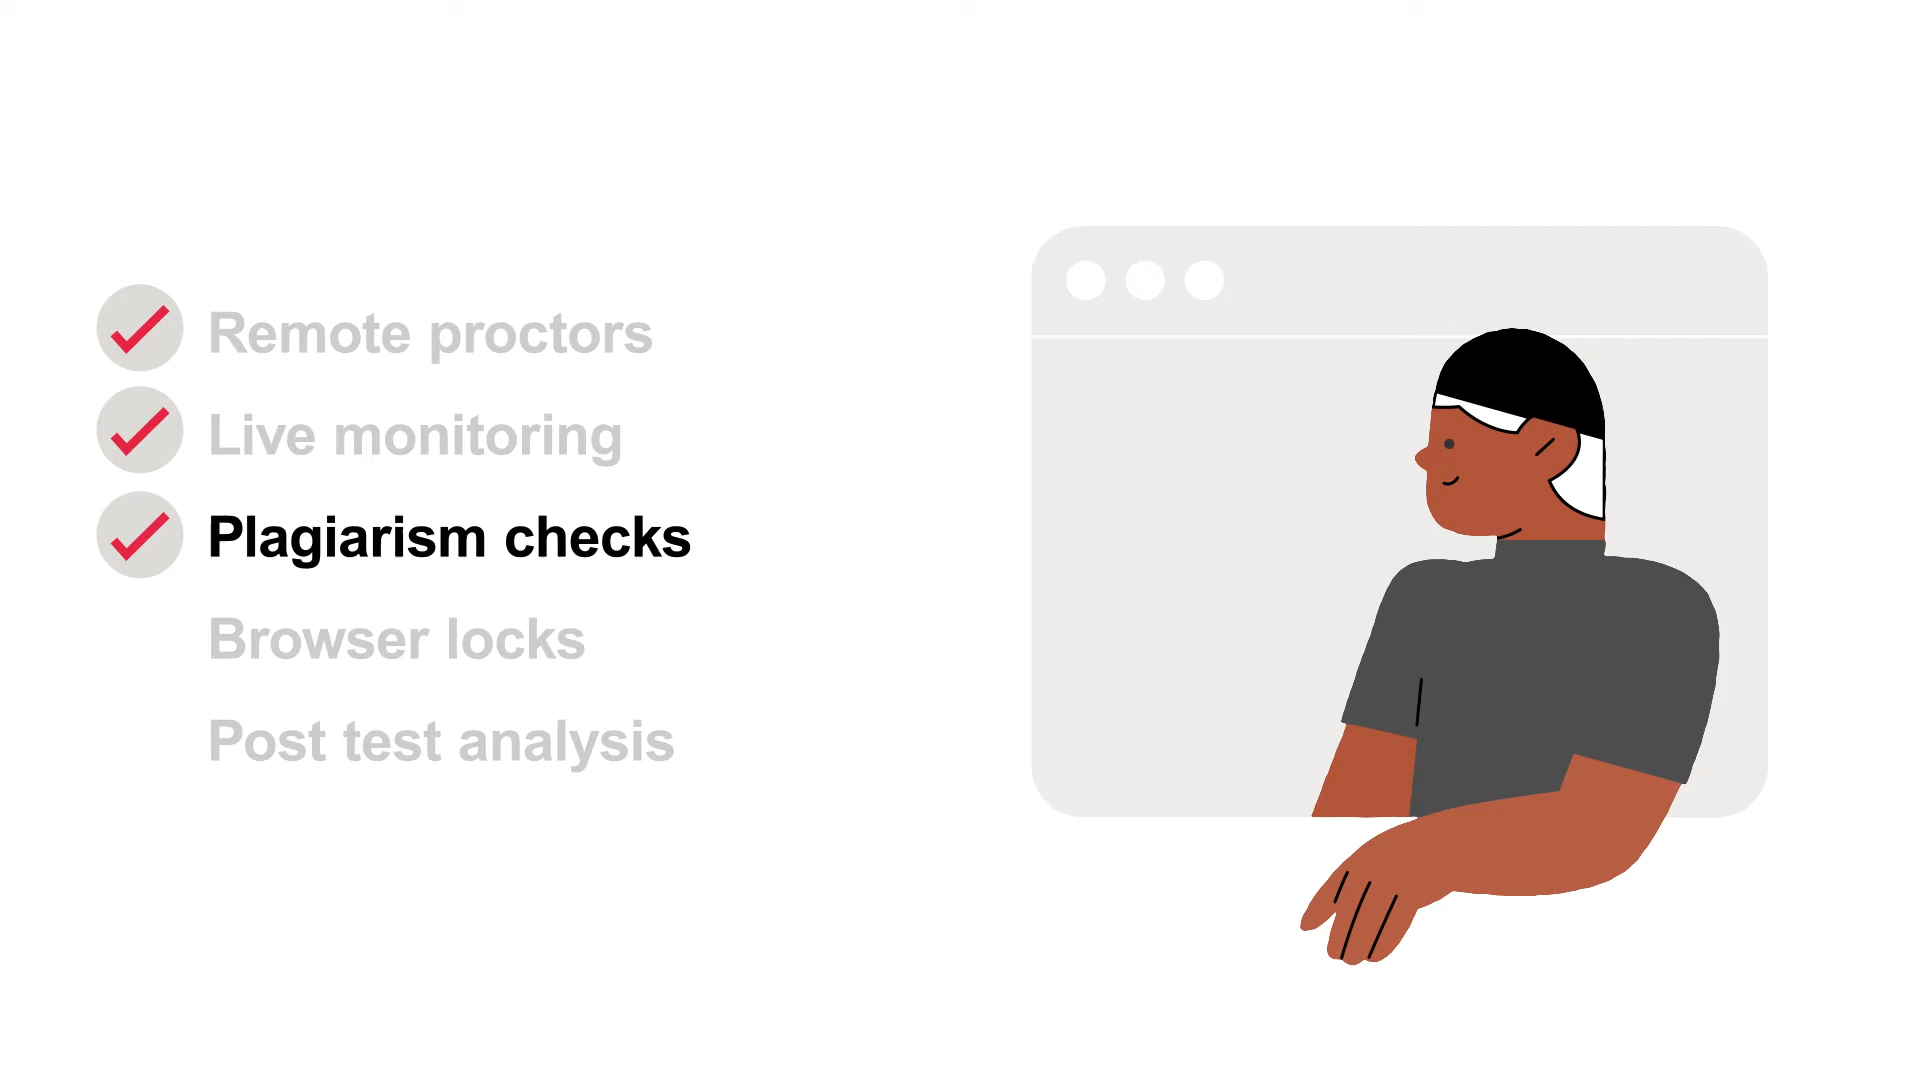 Remote proctors
Live monitoring
Plagiarism checks
Browser locks
Post test analysis